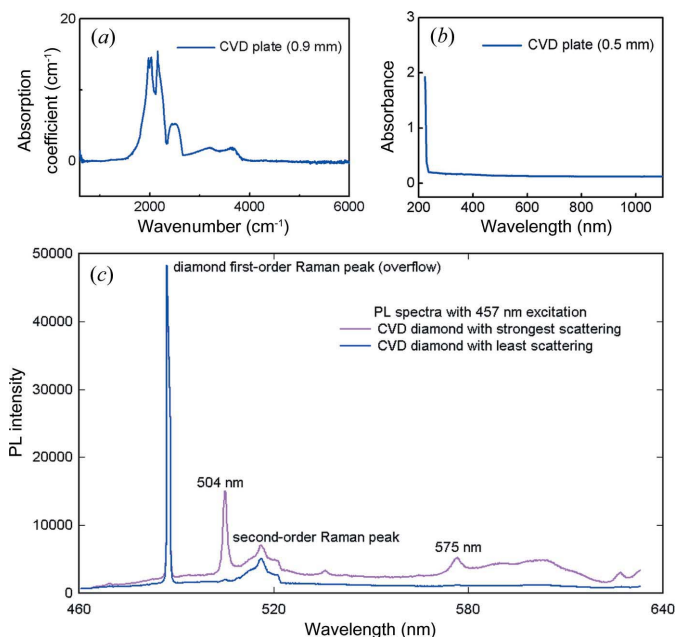 (a)
CVD plate (0.9 mm)
Absorption
coefficient (cm⁻¹)
20
0
2000
4000
6000
Wavenumber (cm⁻¹)
(b)
CVD plate (0.5 mm)
Absorbance
3
2
1
0
200
400
600
800
1000
Wavelength (nm)
(c)
diamond first-order Raman peak (overflow)
PL spectra with 457 nm excitation
CVD diamond with strongest scattering
CVD diamond with least scattering
504 nm
second-order Raman peak
575 nm
PL intensity
50000
40000
30000
20000
10000
0
460
520
580
640
Wavelength (nm)